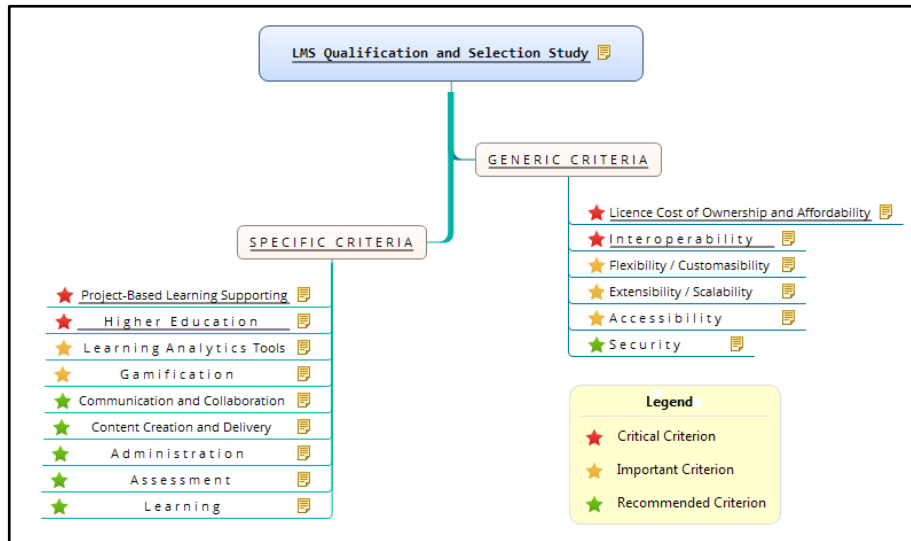 LMS Qualification and Selection Study
GENERIC CRITERIA
Licence Cost of Ownership and Affordability
Interoperability
Flexibility / Customasibility
Extensibility / Scalability
Accessibility
Security
SPECIFIC CRITERIA
Project-Based Learning Supporting
Higher Education
Learning Analytics Tools
Gamification
Communication and Collaboration
Content Creation and Delivery
Administration
Assessment
Learning
Legend
Critical Criterion
Important Criterion
Recommended Criterion